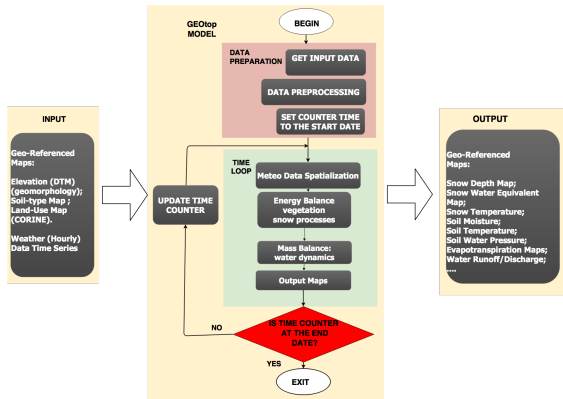 INPUT
Geo-Referenced
Maps:
Elevation (DTM)
(geomorphology);
Soil-type Map ;
Land-Use Map
(CORINE).
Weather (Hourly)
Data Time Series
GEOtop
MODEL
BEGIN
DATA
PREPARATION
GET INPUT DATA
DATA PREPROCESSING
SET COUNTER TIME
TO THE START DATE
TIME
LOOP
Meteo Data Spatialization
UPDATE TIME
COUNTER
Energy Balance
vegetation
snow processes
Mass Balance:
water dynamics
Output Maps
IS TIME COUNTER
AT THE END
DATE?
NO
YES
EXIT
OUTPUT
Geo-Referenced
Maps:
Snow Depth Map;
Snow Water Equivalent
Map;
Snow Temperature;
Soil Moisture;
Soil Temperature;
Soil Water Pressure;
Evapotranspiration Maps;
Water Runoff/Discharge;
....